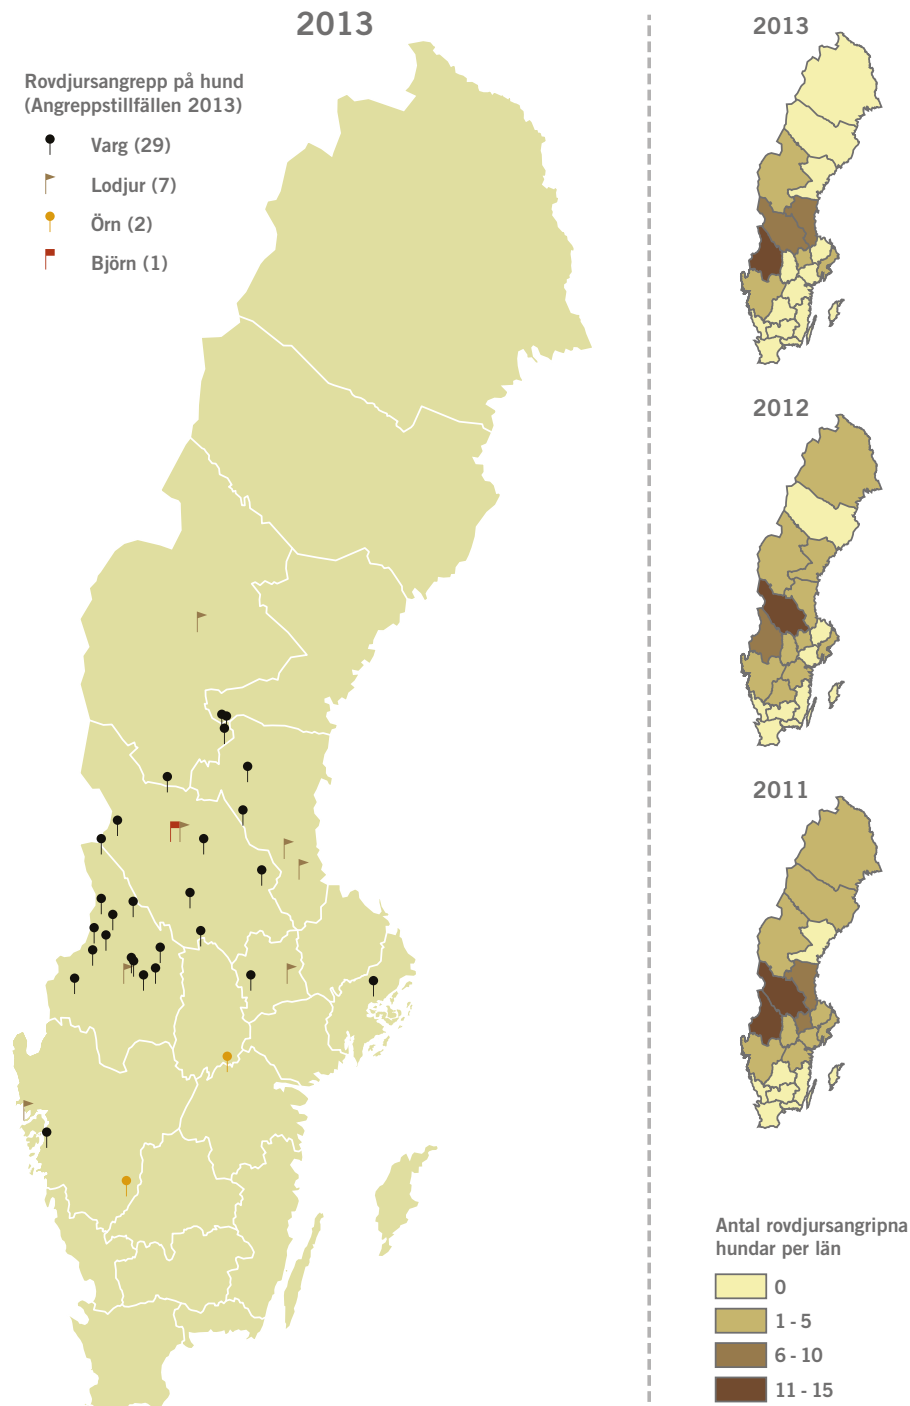 2013
Rovdjursangrepp på hund
(Angreppstillfällen 2013)
Varg (29)
Lodjur (7)
Örn (2)
Björn (1)
2013
2012
2011
Antal rovdjursangripna
hundar per län
0
1 - 5
6 - 10
11 - 15